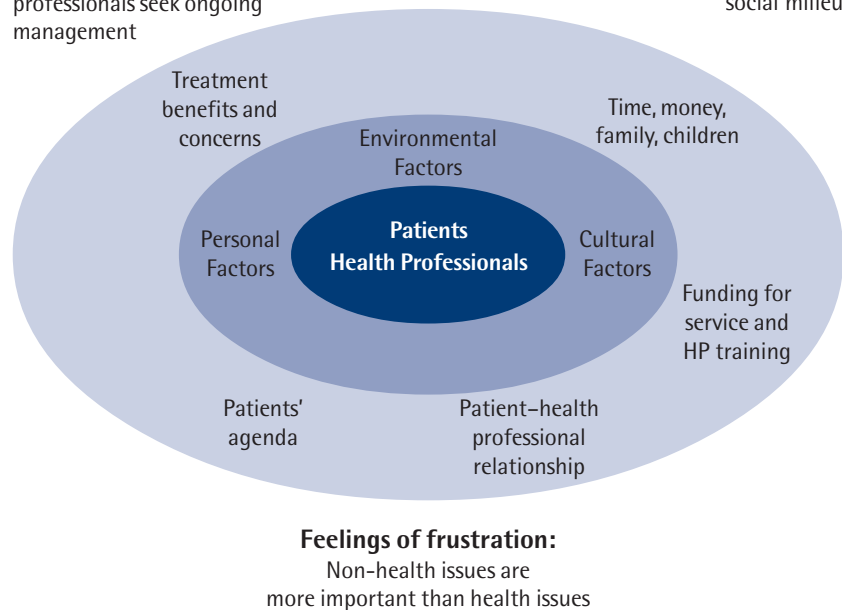 professionals seek ongoing
management
social milieu
Treatment
benefits and
concerns
Time, money,
family, children
Environmental
Factors
Personal
Factors
Patients
Health Professionals
Cultural
Factors
Funding for
service and
HP training
Patients'
agenda
Patient–health
professional
relationship
Feelings of frustration:
Non-health issues are
more important than health issues